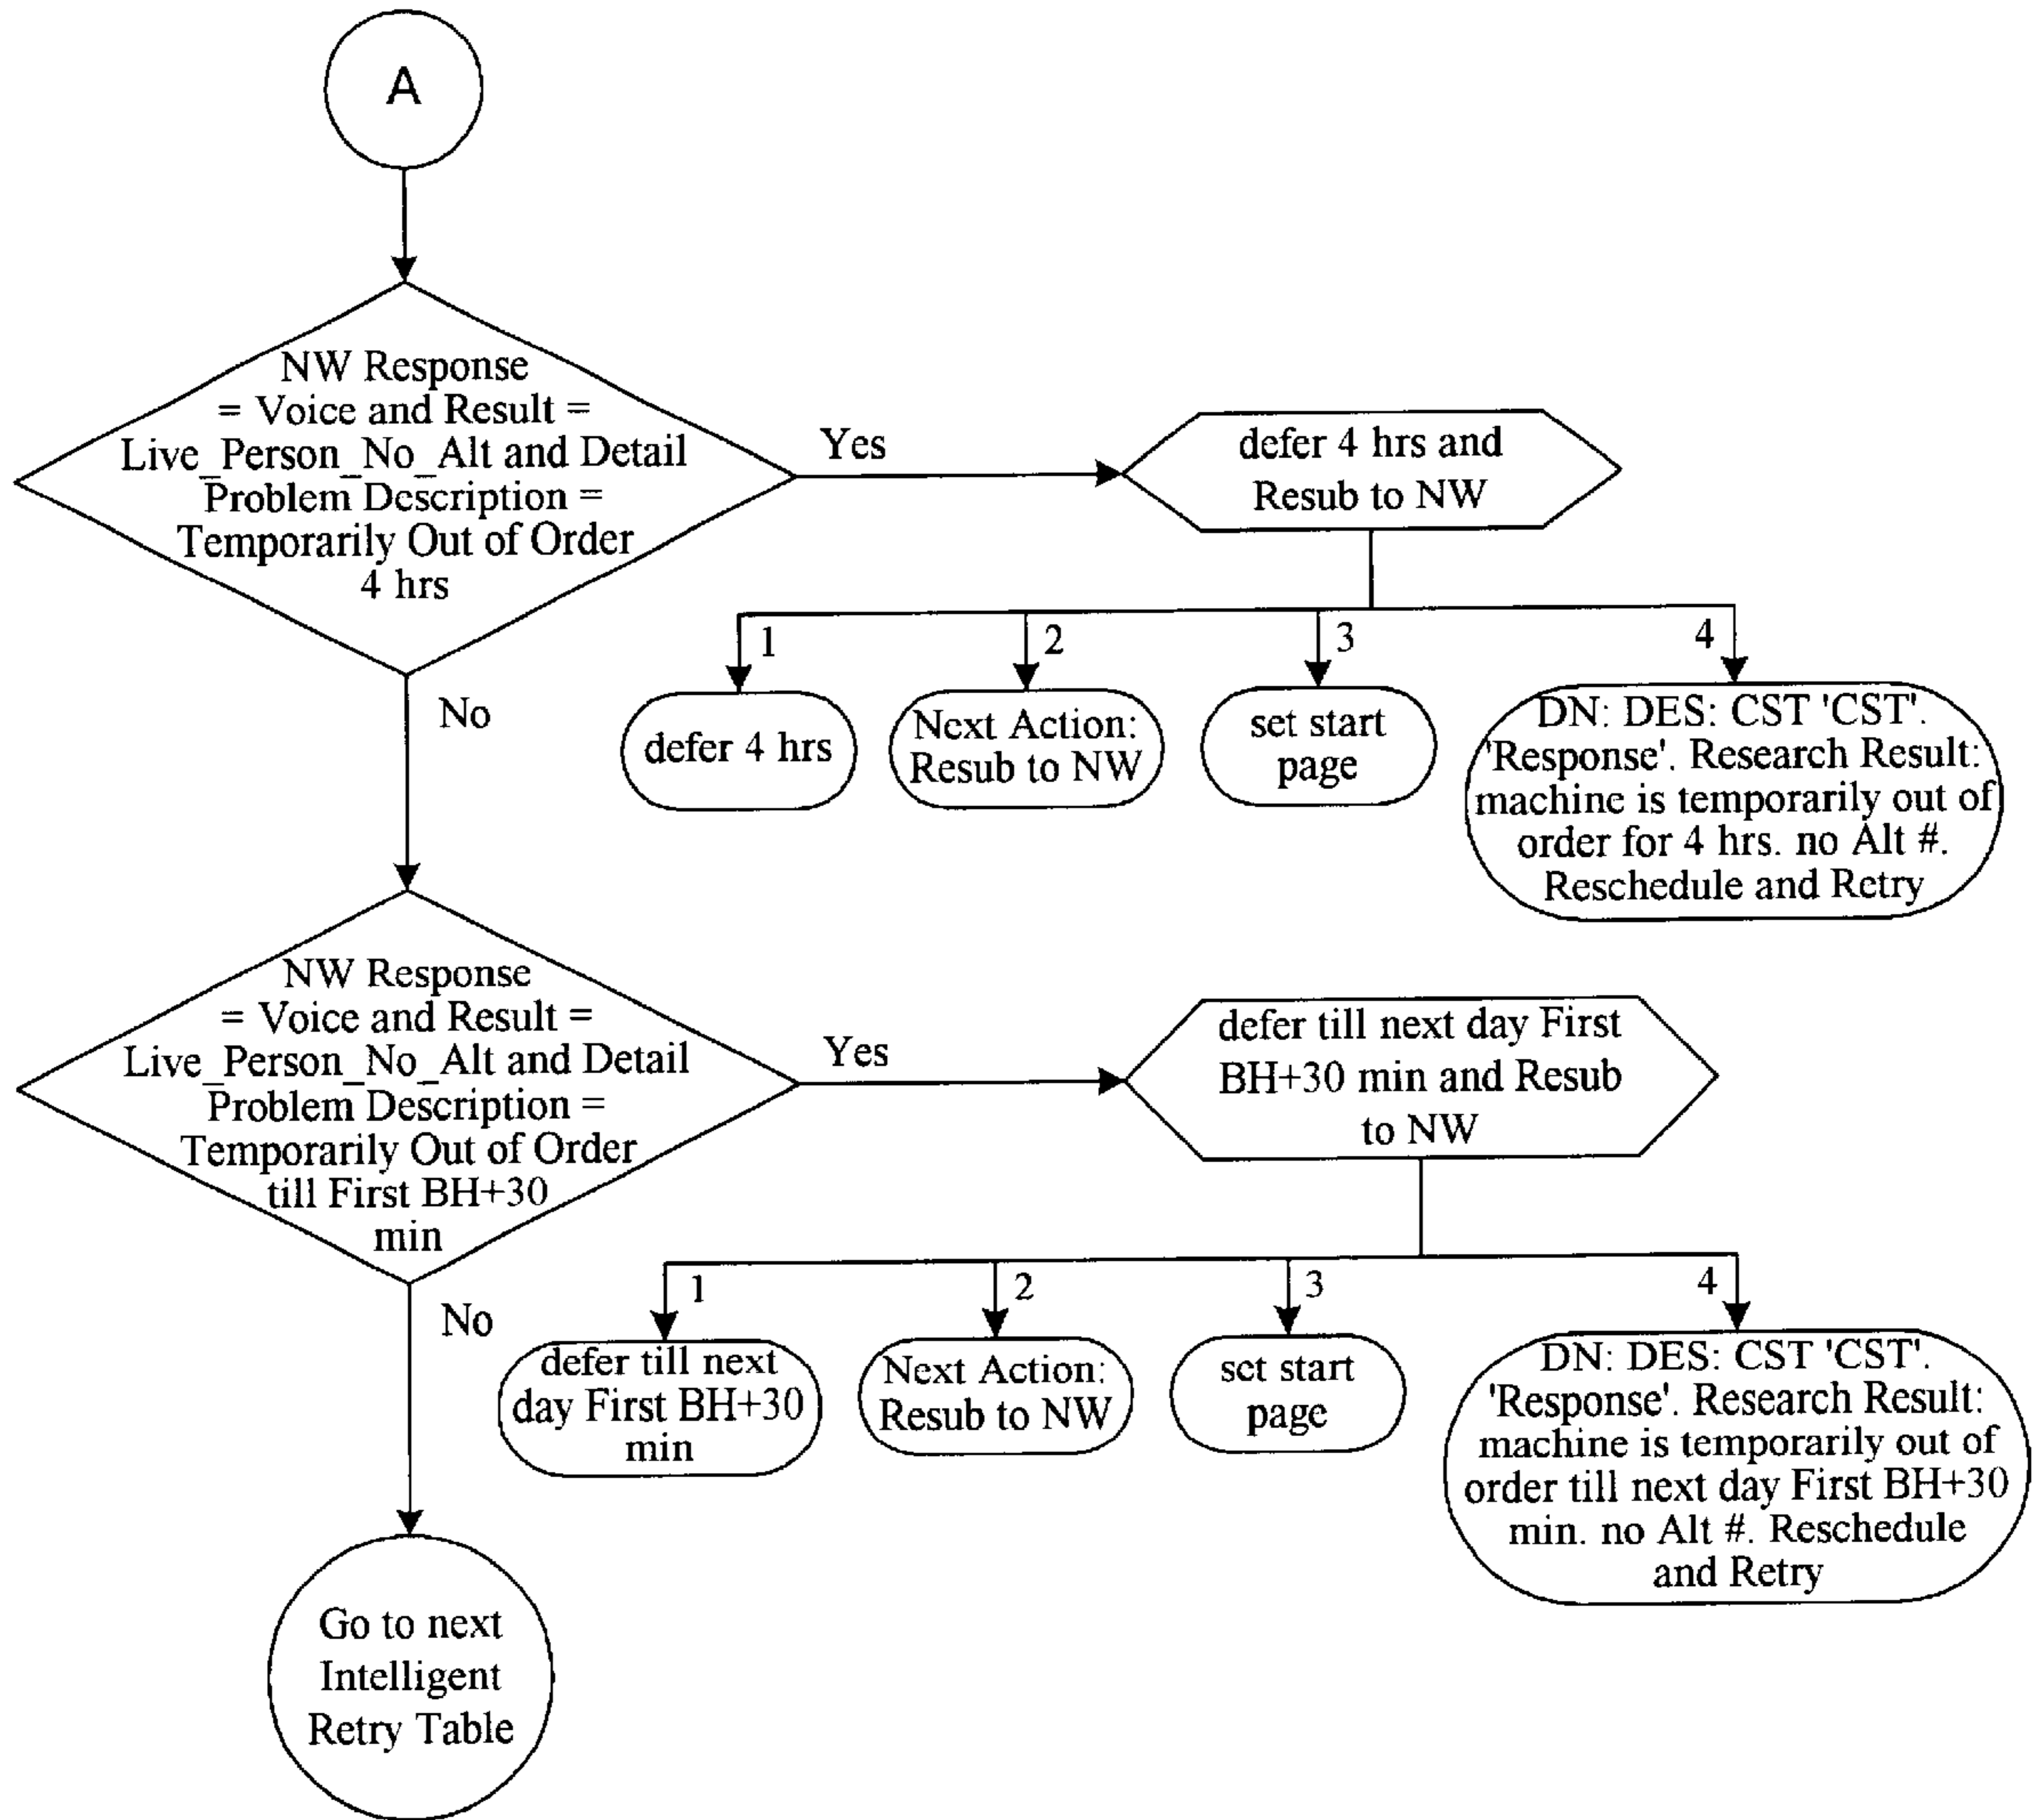 A
NW Response
= Voice and Result =
Live_Person_No_Alt and Detail
Problem Description =
Temporarily Out of Order
4 hrs
Yes
defer 4 hrs and
Resub to NW
1
2
3
4
No
defer 4 hrs
Next Action:
Resub to NW
set start
page
DN: DES: CST 'CST'.
'Response'. Research Result:
machine is temporarily out of
order for 4 hrs. no Alt #.
Reschedule and Retry
NW Response
= Voice and Result =
Live_Person_No_Alt and Detail
Problem Description =
Temporarily Out of Order
till First BH+30
min
Yes
defer till next day First
BH+30 min and Resub
to NW
1
2
3
4
No
defer till next
day First BH+30
min
Next Action:
Resub to NW
set start
page
DN: DES: CST 'CST'.
'Response'. Research Result:
machine is temporarily out of
order till next day First BH+30
min. no Alt #. Reschedule
and Retry
Go to next
Intelligent
Retry Table